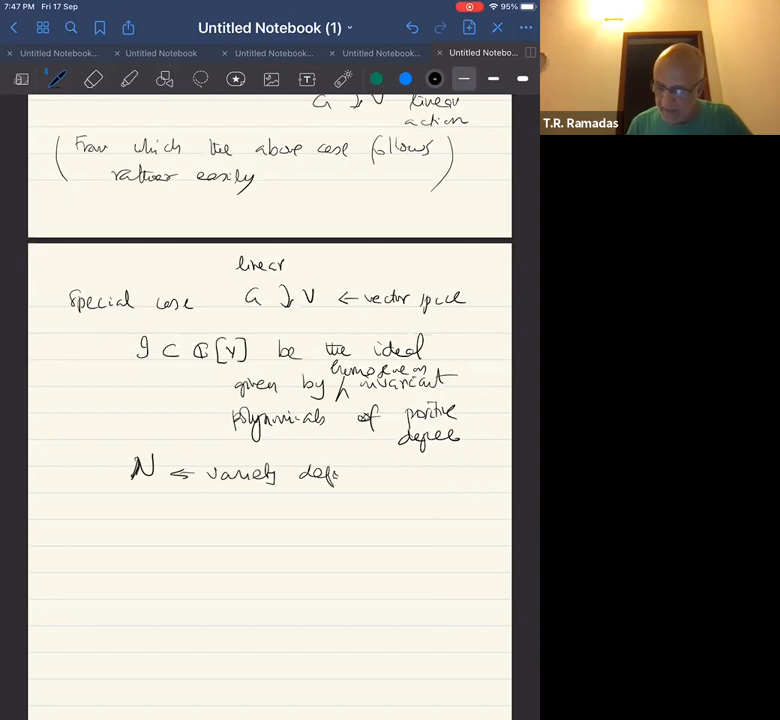 7:47 PM Fri 17 Sep
95%
Untitled Notebook (1)
Untitled Notebook...
Untitled Notebook
Untitled Notebook...
Untitled Notebook...
Untitled Notebo...
T.R. Ramadas
G V linear
action
(From which the above case follows
rather easily)
linear
Special case G V ← vector space
I ⊂ C[V] be the ideal
homogeneous
given by invariant
polynomials of positive
degree
N ← variety defi